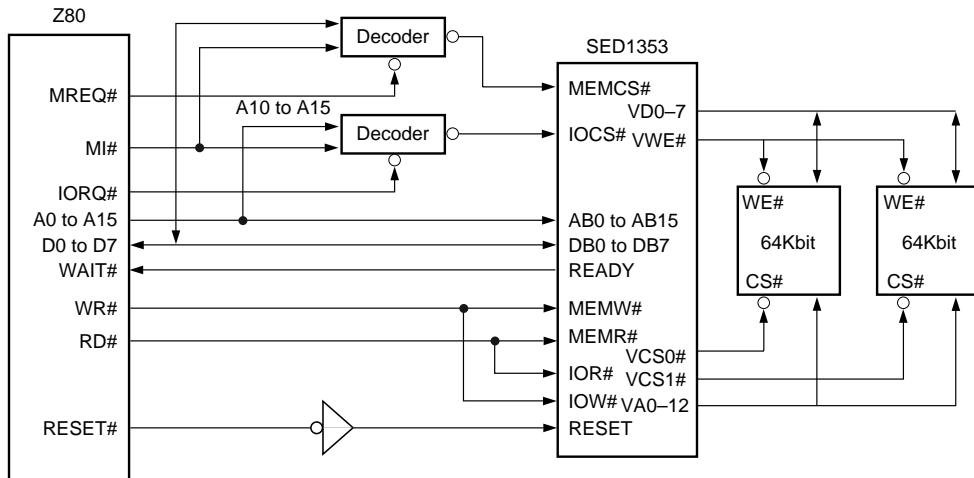 Z80
SED1353
Decoder
MREQ#
A10 to A15
Decoder
MI#
IORQ#
A0 to A15
D0 to D7
WAIT#
WR#
RD#
RESET#
MEMCS#
VD0–7
IOCS#
VWE#
AB0 to AB15
DB0 to DB7
READY
MEMW#
MEMR#
VCS0#
IOR#
VCS1#
IOW#
VA0–12
RESET
WE#
64Kbit
CS#
WE#
64Kbit
CS#